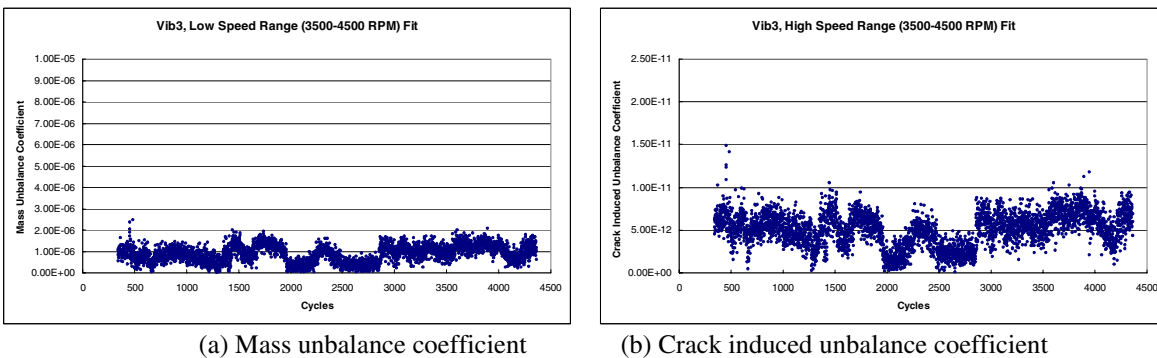 Vib3, Low Speed Range (3500-4500 RPM) Fit
1.00E-05
9.00E-06
8.00E-06
7.00E-06
6.00E-06
5.00E-06
4.00E-06
3.00E-06
2.00E-06
1.00E-06
0.00E+00
Mass Unbalance Coefficient
0 500 1000 1500 2000 2500 3000 3500 4000 4500
Cycles
(a) Mass unbalance coefficient
Vib3, High Speed Range (3500-4500 RPM) Fit
2.50E-11
2.00E-11
1.50E-11
1.00E-11
5.00E-12
0.00E+00
Crack Induced Unbalance Coefficient
0 500 1000 1500 2000 2500 3000 3500 4000 4500
Cycles
(b) Crack induced unbalance coefficient